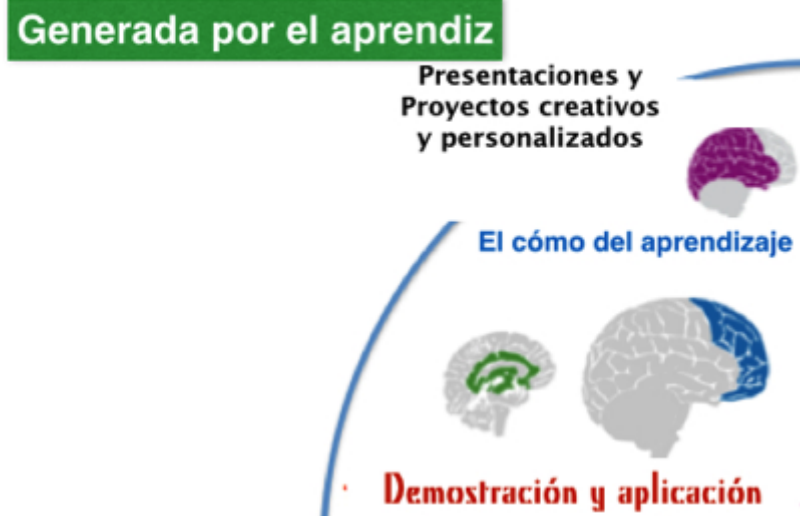 Generada por el aprendiz
Presentaciones y
Proyectos creativos
y personalizados
El cómo del aprendizaje
Demostración y aplicación